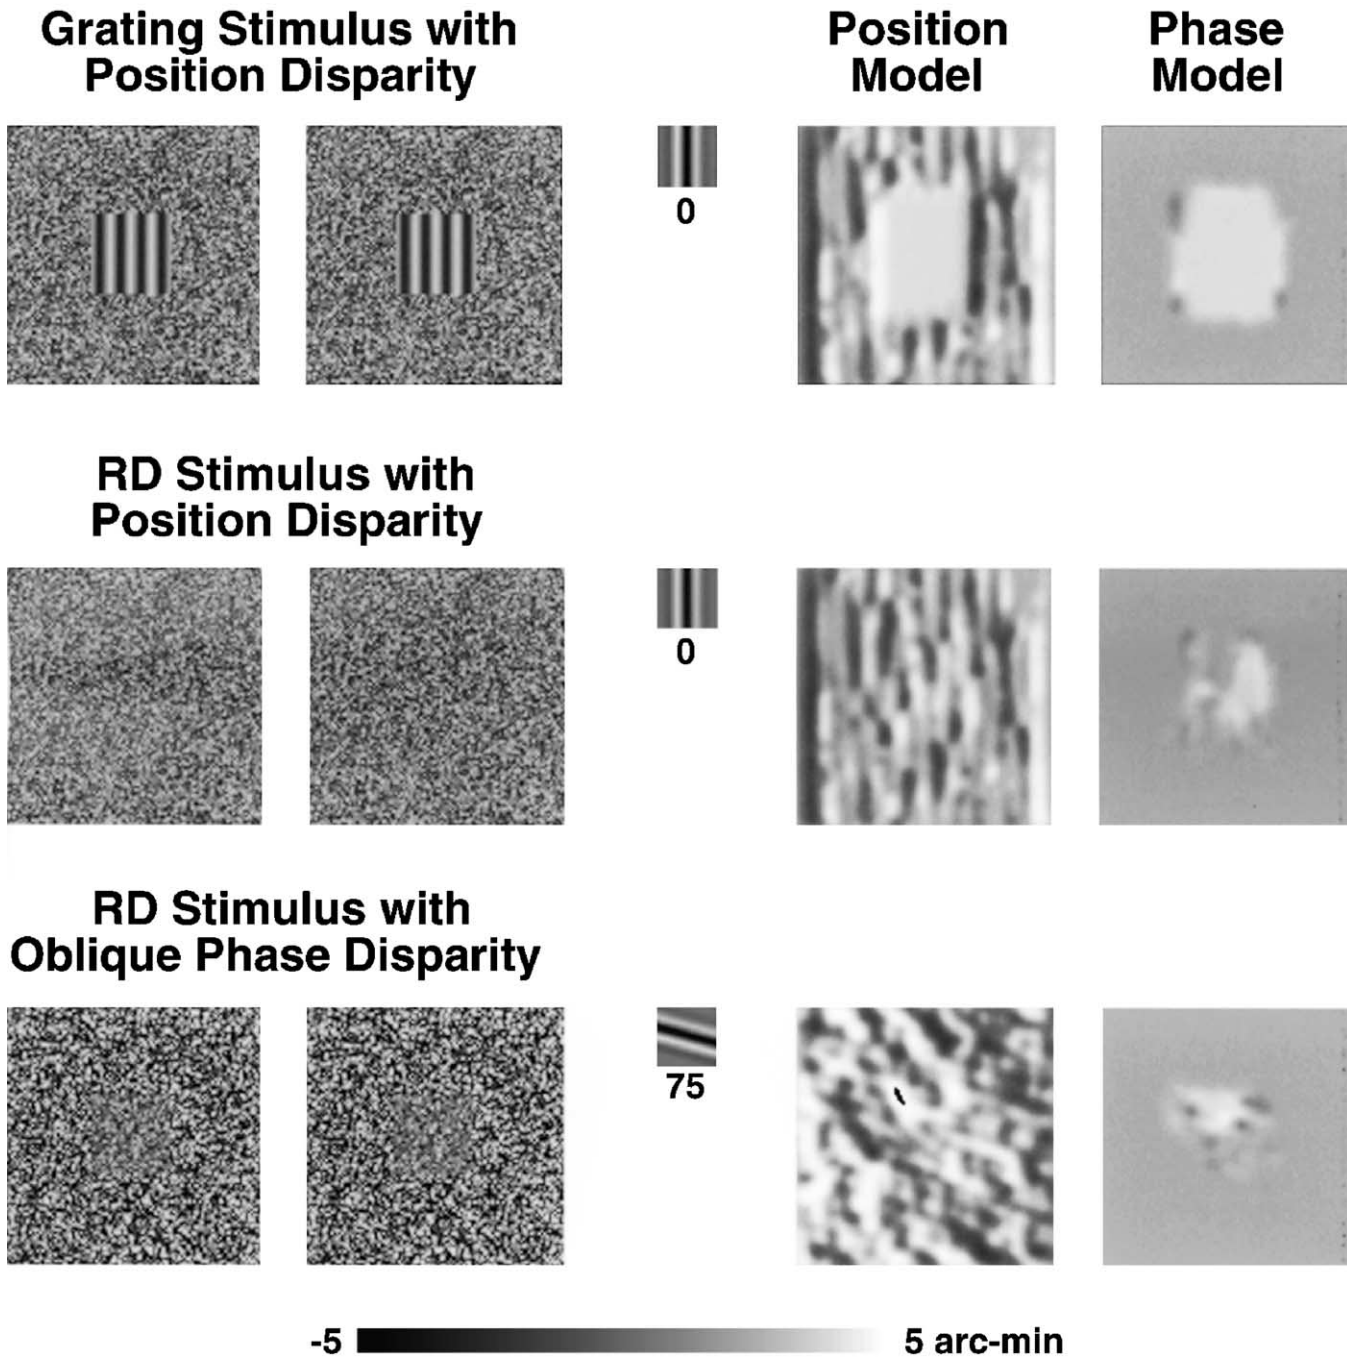 Grating Stimulus with
Position Disparity
Position
Model
Phase
Model
0
RD Stimulus with
Position Disparity
0
RD Stimulus with
Oblique Phase Disparity
75
-5 5 arc-min